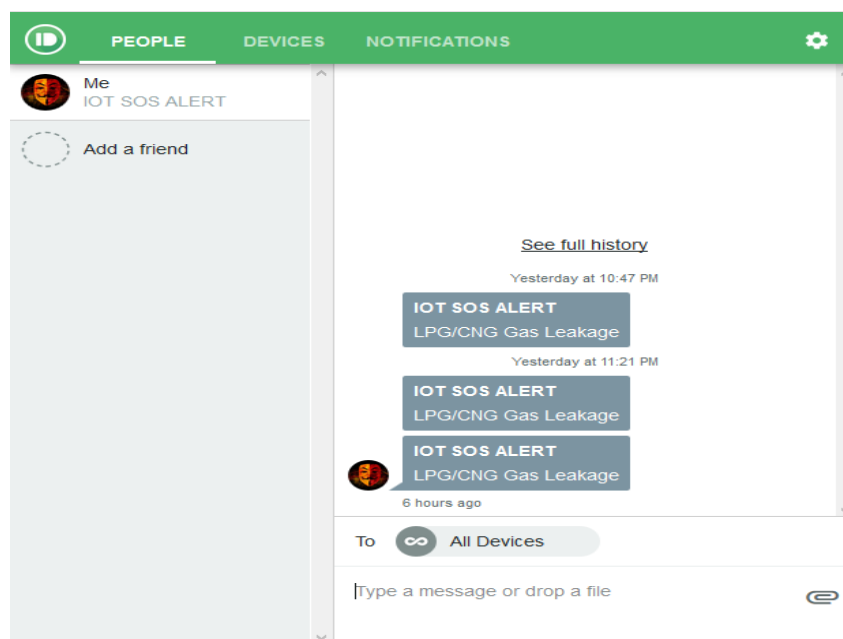 PEOPLE
DEVICES
NOTIFICATIONS
Me
IOT SOS ALERT
Add a friend
See full history
Yesterday at 10:47 PM
IOT SOS ALERT
LPG/CNG Gas Leakage
Yesterday at 11:21 PM
IOT SOS ALERT
LPG/CNG Gas Leakage
IOT SOS ALERT
LPG/CNG Gas Leakage
6 hours ago
To
All Devices
Type a message or drop a file